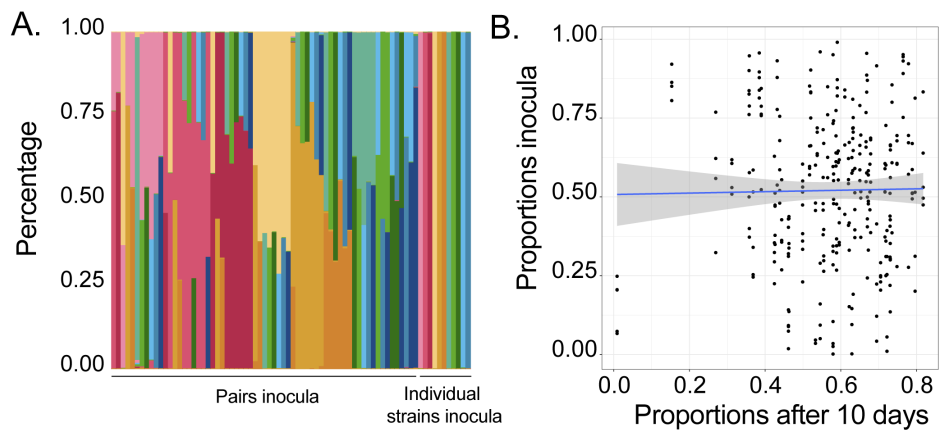 A.
Percentage
1.00
0.75
0.50
0.25
0.00
Pairs inocula
Individual
strains inocula
B.
Proportions inocula
1.00
0.75
0.50
0.25
0.00
0.0 0.2 0.4 0.6 0.8
Proportions after 10 days